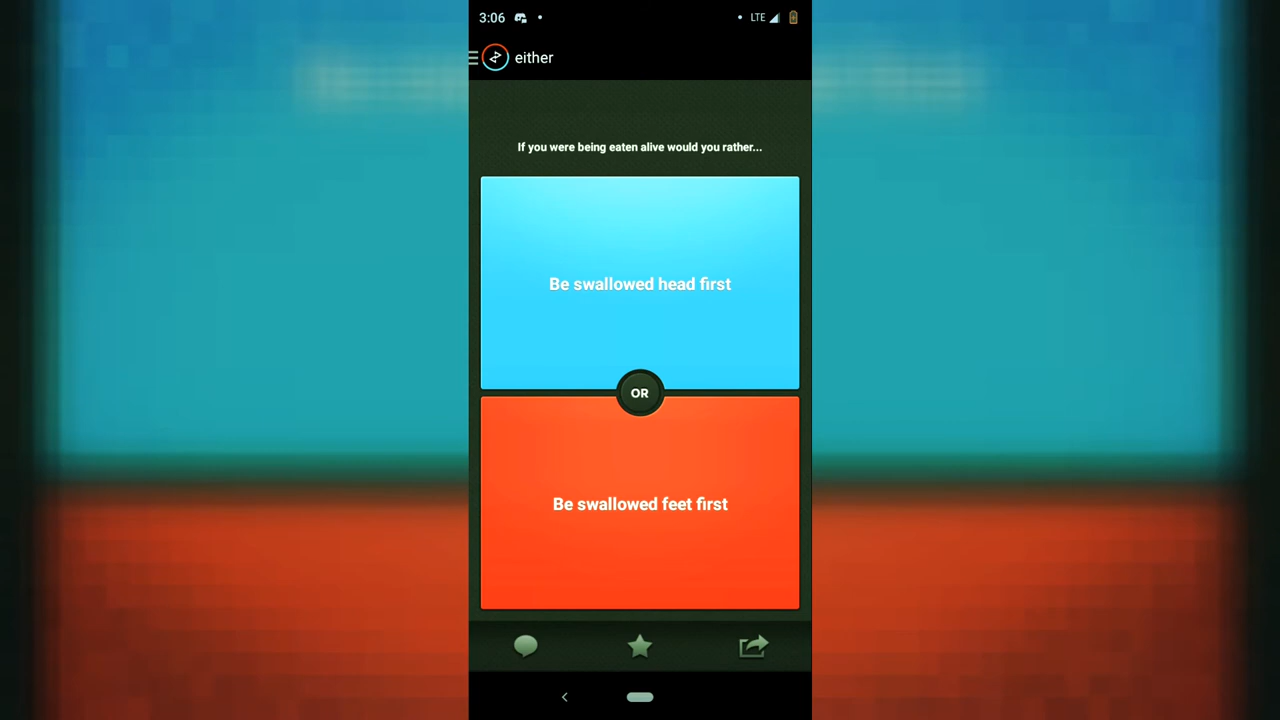 3:06
LTE
either
If you were being eaten alive would you rather...
Be swallowed head first
OR
Be swallowed feet first